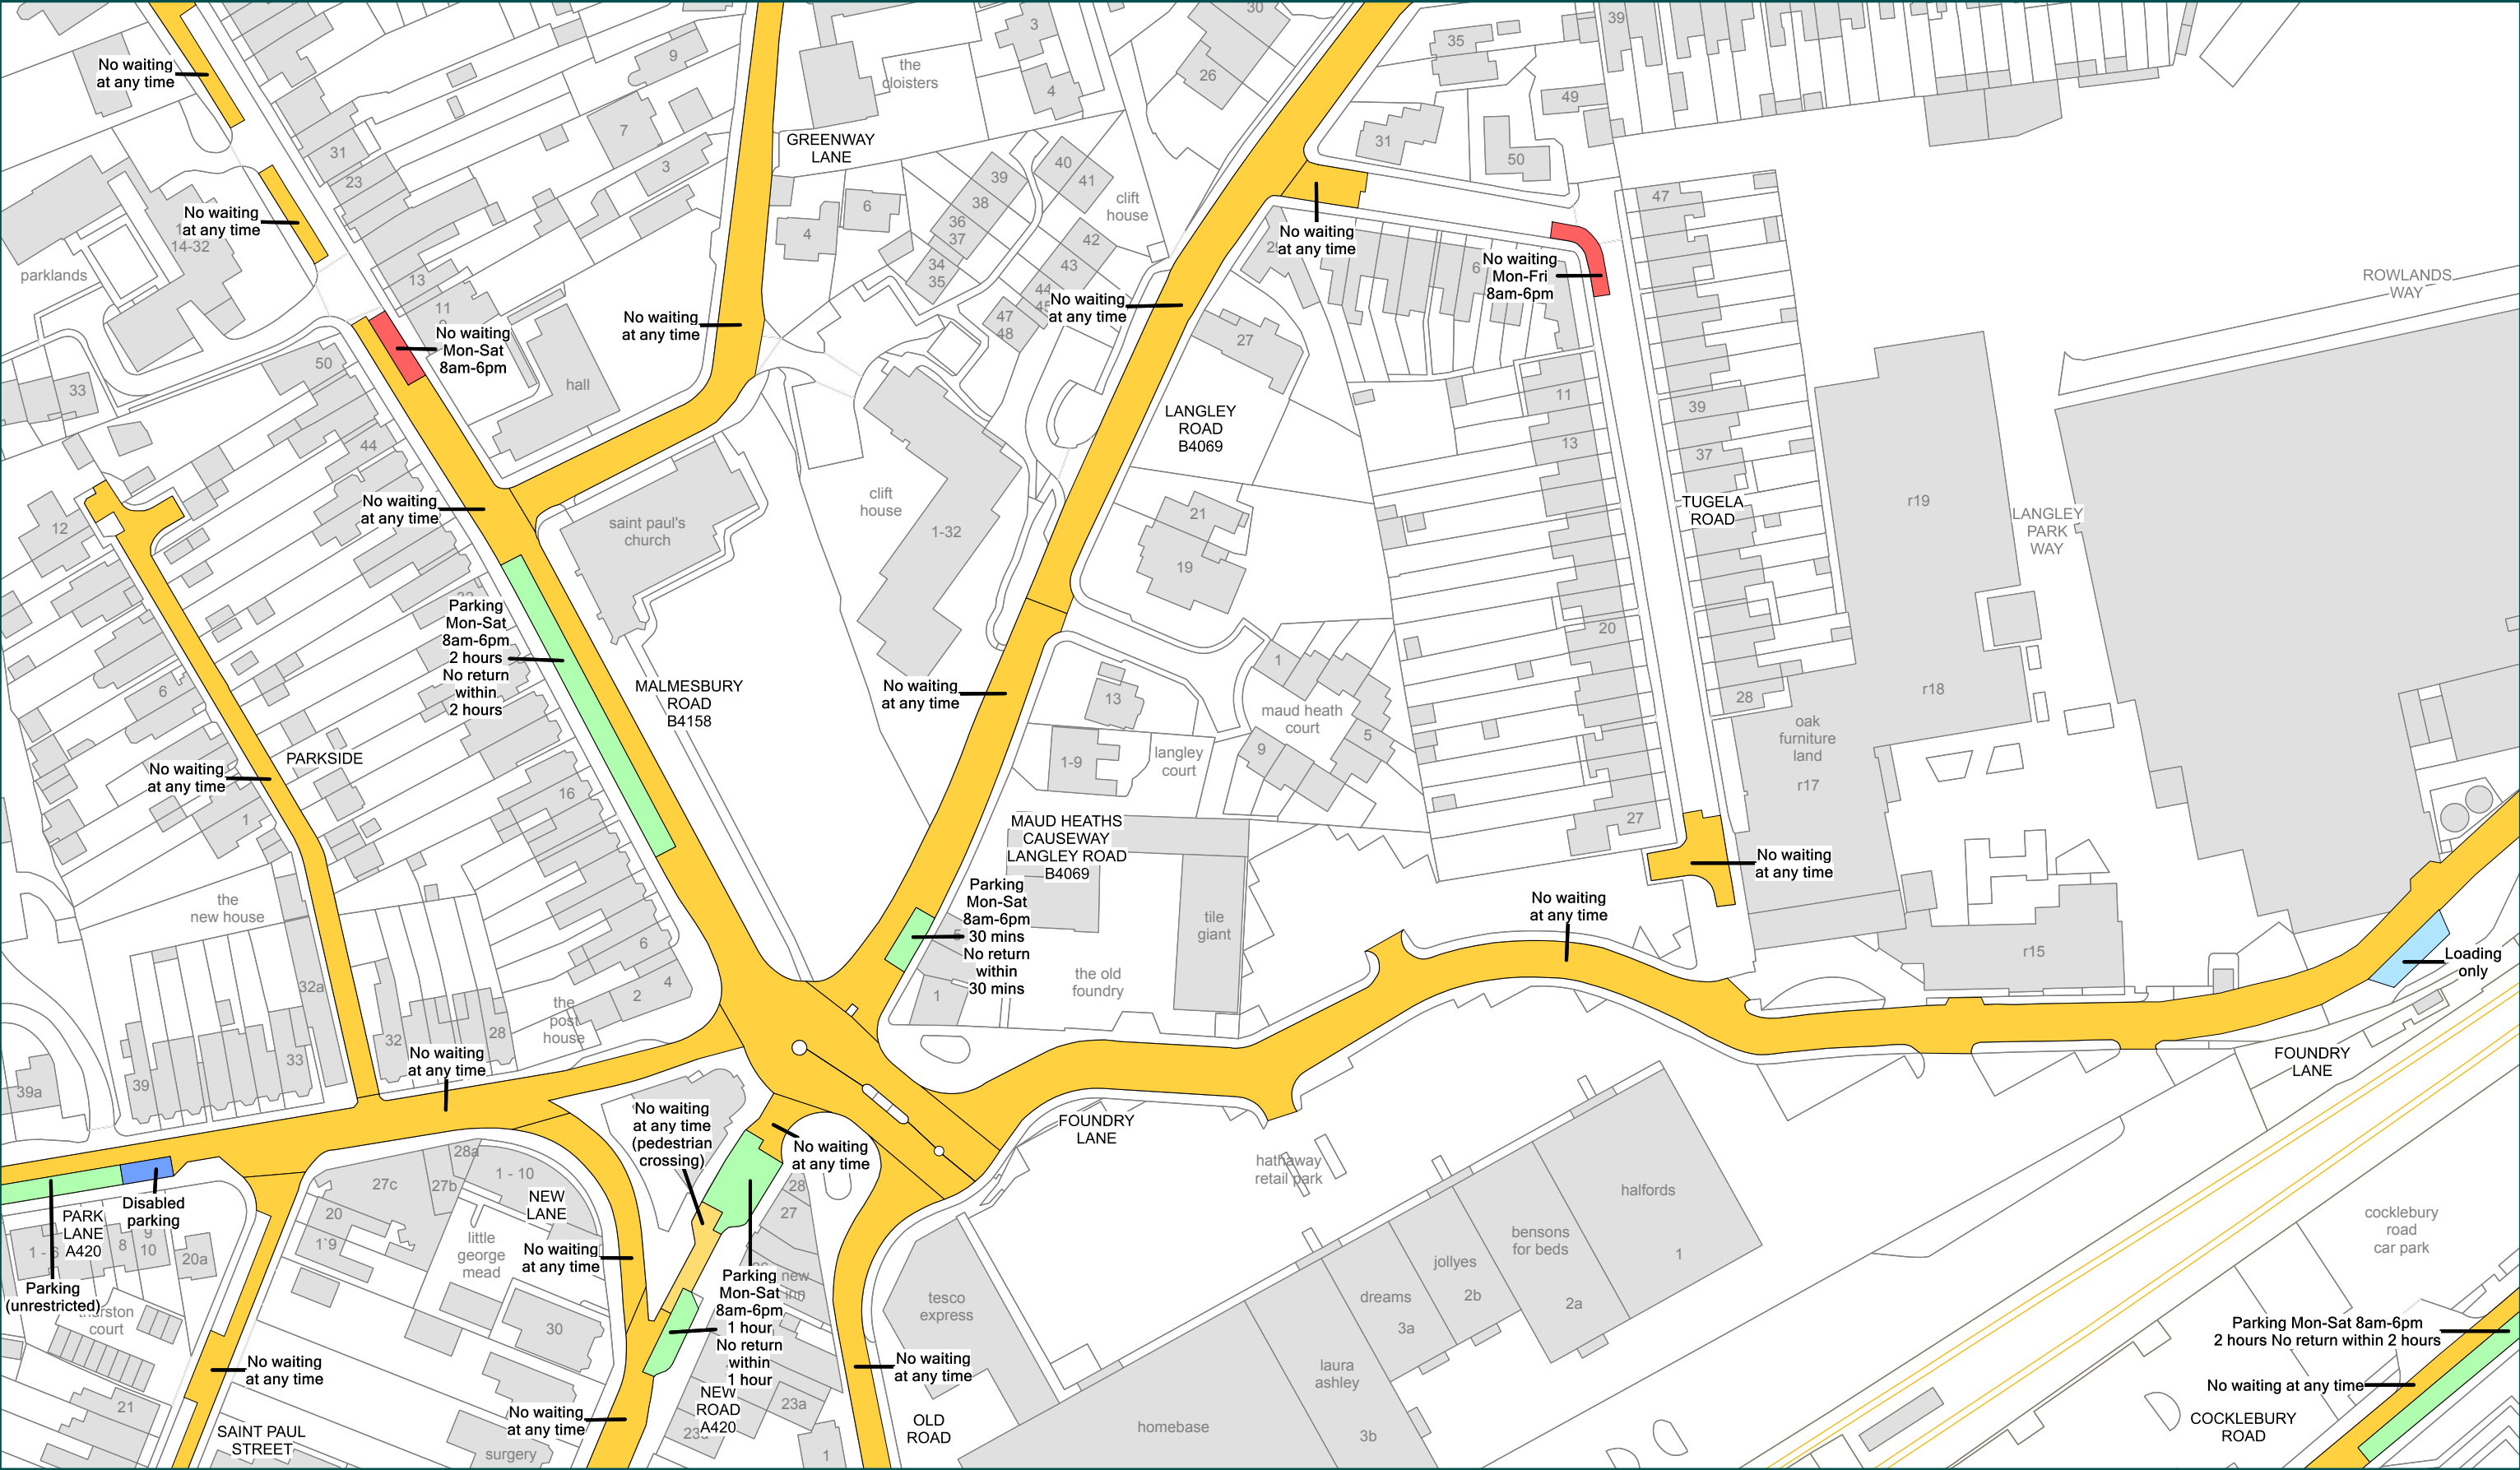 No waiting
at any time
31
23
9
7
3
the
cloisters
3
4
30
26
35
39
49
31
50
GREENWAY
LANE
40
41
39
38
36
37
34
35
clift
house
42
43
44
47
48
6
4
No waiting
at any time
14-32
parklands
No waiting
at any time
No waiting
Mon-Fri
8am-6pm
6
47
ROWLANDS
WAY
13
11
No waiting
Mon-Sat
8am-6pm
No waiting
at any time
No waiting
at any time
27
50
33
hall
44
LANGLEY
ROAD
B4069
11
13
39
37
No waiting
at any time
12
saint paul's
church
clift
house
1-32
21
19
TUGELA
ROAD
r19
LANGLEY
PARK
WAY
Parking
Mon-Sat
8am-6pm
2 hours
No return
within
2 hours
6
MALMESBURY
ROAD
B4158
No waiting
at any time
13
1
maud heath
court
5
9
20
28
r18
oak
furniture
land
r17
No waiting
at any time
PARKSIDE
1
16
1-9
langley
court
27
No waiting
at any time
MAUD HEATHS
CAUSEWAY
LANGLEY ROAD
B4069
Parking
Mon-Sat
8am-6pm
30 mins
No return
within
30 mins
tile
giant
the old
foundry
1
the
new house
32a
6
4
2
the
post
house
No waiting
at any time
r15
Loading
only
39a
39
33
32
28
No waiting
at any time
FOUNDRY
LANE
FOUNDRY
LANE
No waiting
at any time
(pedestrian
crossing)
No waiting
at any time
28a
27c
27b
1 - 10
NEW
LANE
28
27
hathaway
retail park
halfords
1
bensons
for beds
2a
jollyes
2b
dreams
3a
cocklebury
road
car park
Disabled
parking
PARK
LANE
A420
8
9
10
20a
20
1`9
little
george
mead
No waiting
at any time
Parking
(unrestricted)
court
Parking
Mon-Sat
8am-6pm
1 hour
No return
within
1 hour
new
inn
tesco
express
30
No waiting
at any time
No waiting
at any time
21
SAINT PAUL
STREET
No waiting
at any time
surgery
NEW
ROAD
A420
23a
1
OLD
ROAD
homebase
laura
ashley
3b
Parking Mon-Sat 8am-6pm
2 hours No return within 2 hours
No waiting at any time
COCKLEBURY
ROAD